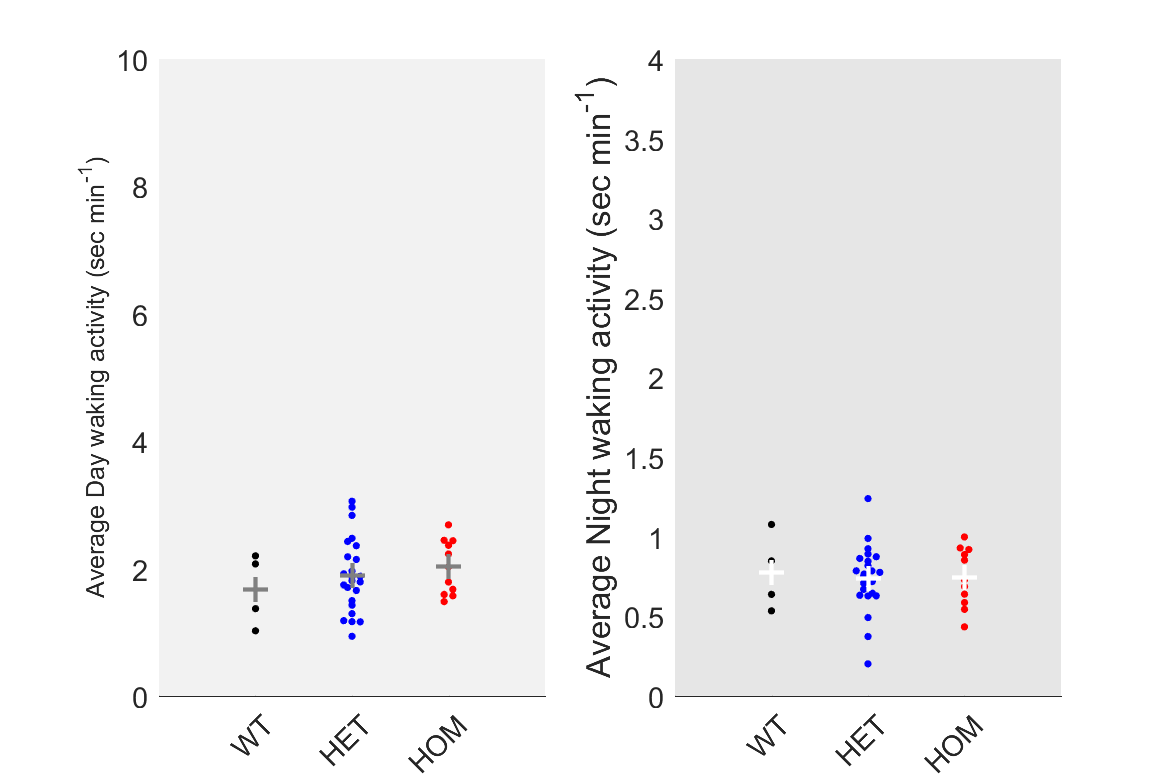 Average Day waking activity (sec min⁻¹)
10
8
6
4
2
0
WT
HET
HOM
Average Night waking activity (sec min⁻¹)
4
3.5
3
2.5
2
1.5
1
0.5
0
WT
HET
HOM